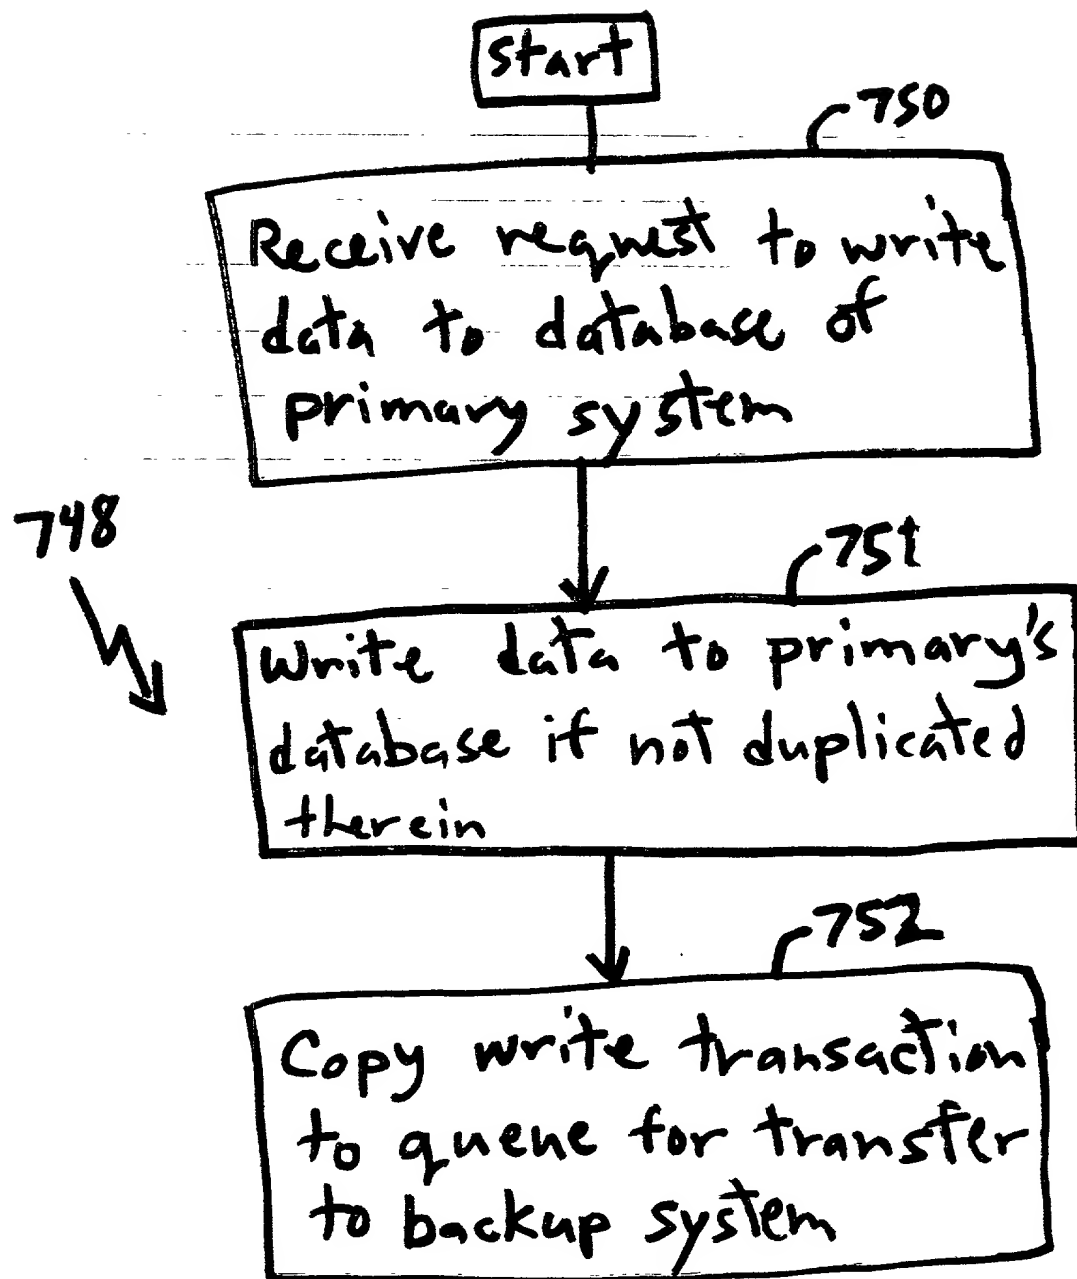 start
750
Receive request to write
data to database of
primary system
748
751
Write data to primary's
database if not duplicated
therein
752
Copy write transaction
to queue for transfer
to backup system